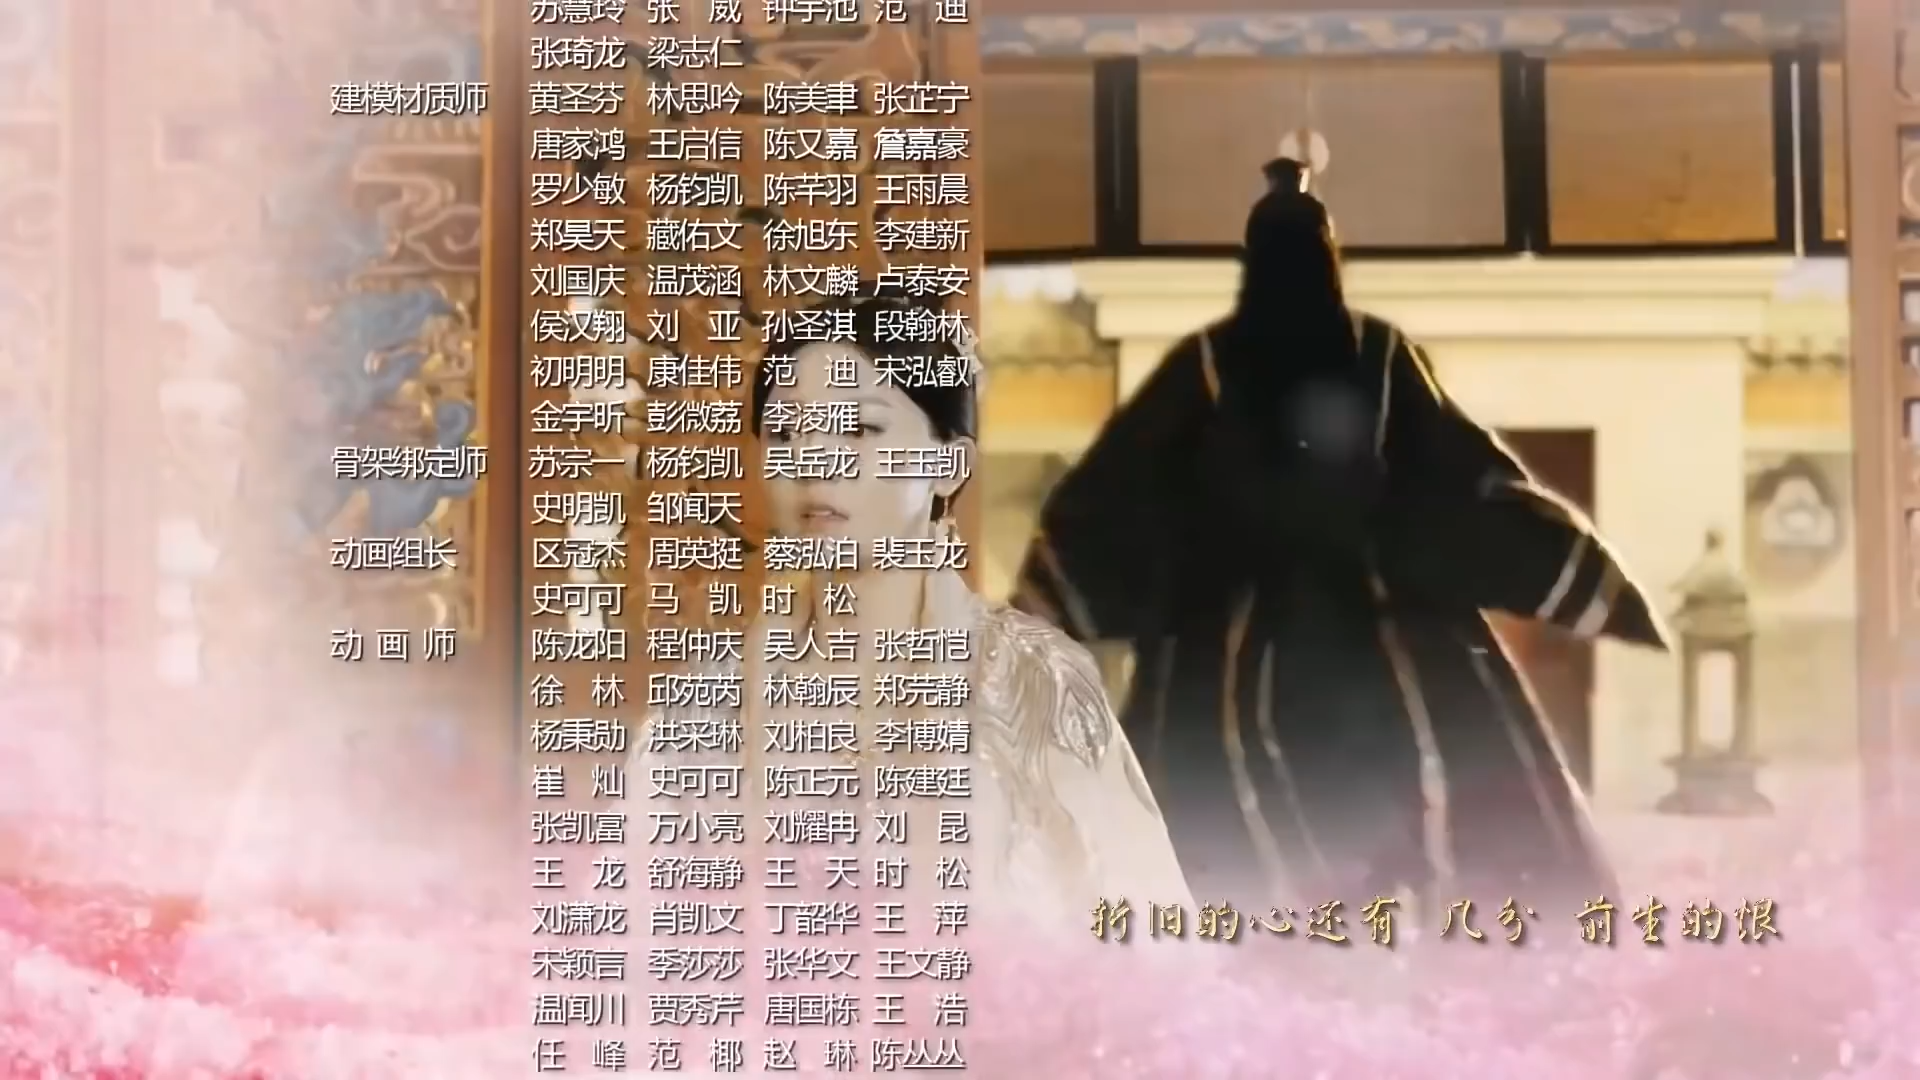 苏慧玲 张 威 钟宇池 范 迪
张琦龙 梁志仁
建模材质师 黄圣芬 林思吟 陈美聿 张芷宁
唐家鸿 王启信 陈又嘉 詹嘉豪
罗少敏 杨钧凯 陈芊羽 王雨晨
郑昊天 藏佑文 徐旭东 李建新
刘国庆 温茂涵 林文麟 卢泰安
侯汉翔 刘 亚 孙圣淇 段翰林
初明明 康佳伟 范 迪 宋泓叡
金宇昕 彭微荔 李凌雁
骨架绑定师 苏宗一 杨钧凯 吴岳龙 王玉凯
史明凯 邹闻天
动画组长 区冠杰 周英挺 蔡泓泊 裴玉龙
史可可 马 凯 时 松
动 画 师 陈龙阳 程仲庆 吴人吉 张哲恺
徐 林 邱苑芮 林翰辰 郑芫静
杨秉勋 洪采琳 刘柏良 李博婧
崔 灿 史可可 陈正元 陈建廷
张凯富 万小亮 刘耀冉 刘 昆
王 龙 舒海静 王 天 时 松
刘潇龙 肖凯文 丁韶华 王 萍
宋颖言 季莎莎 张华文 王文静
温闻川 贾秀芹 唐国栋 王 浩
任 峰 范 椰 赵 琳 陈丛丛
折旧的心还有 几分 前生的恨